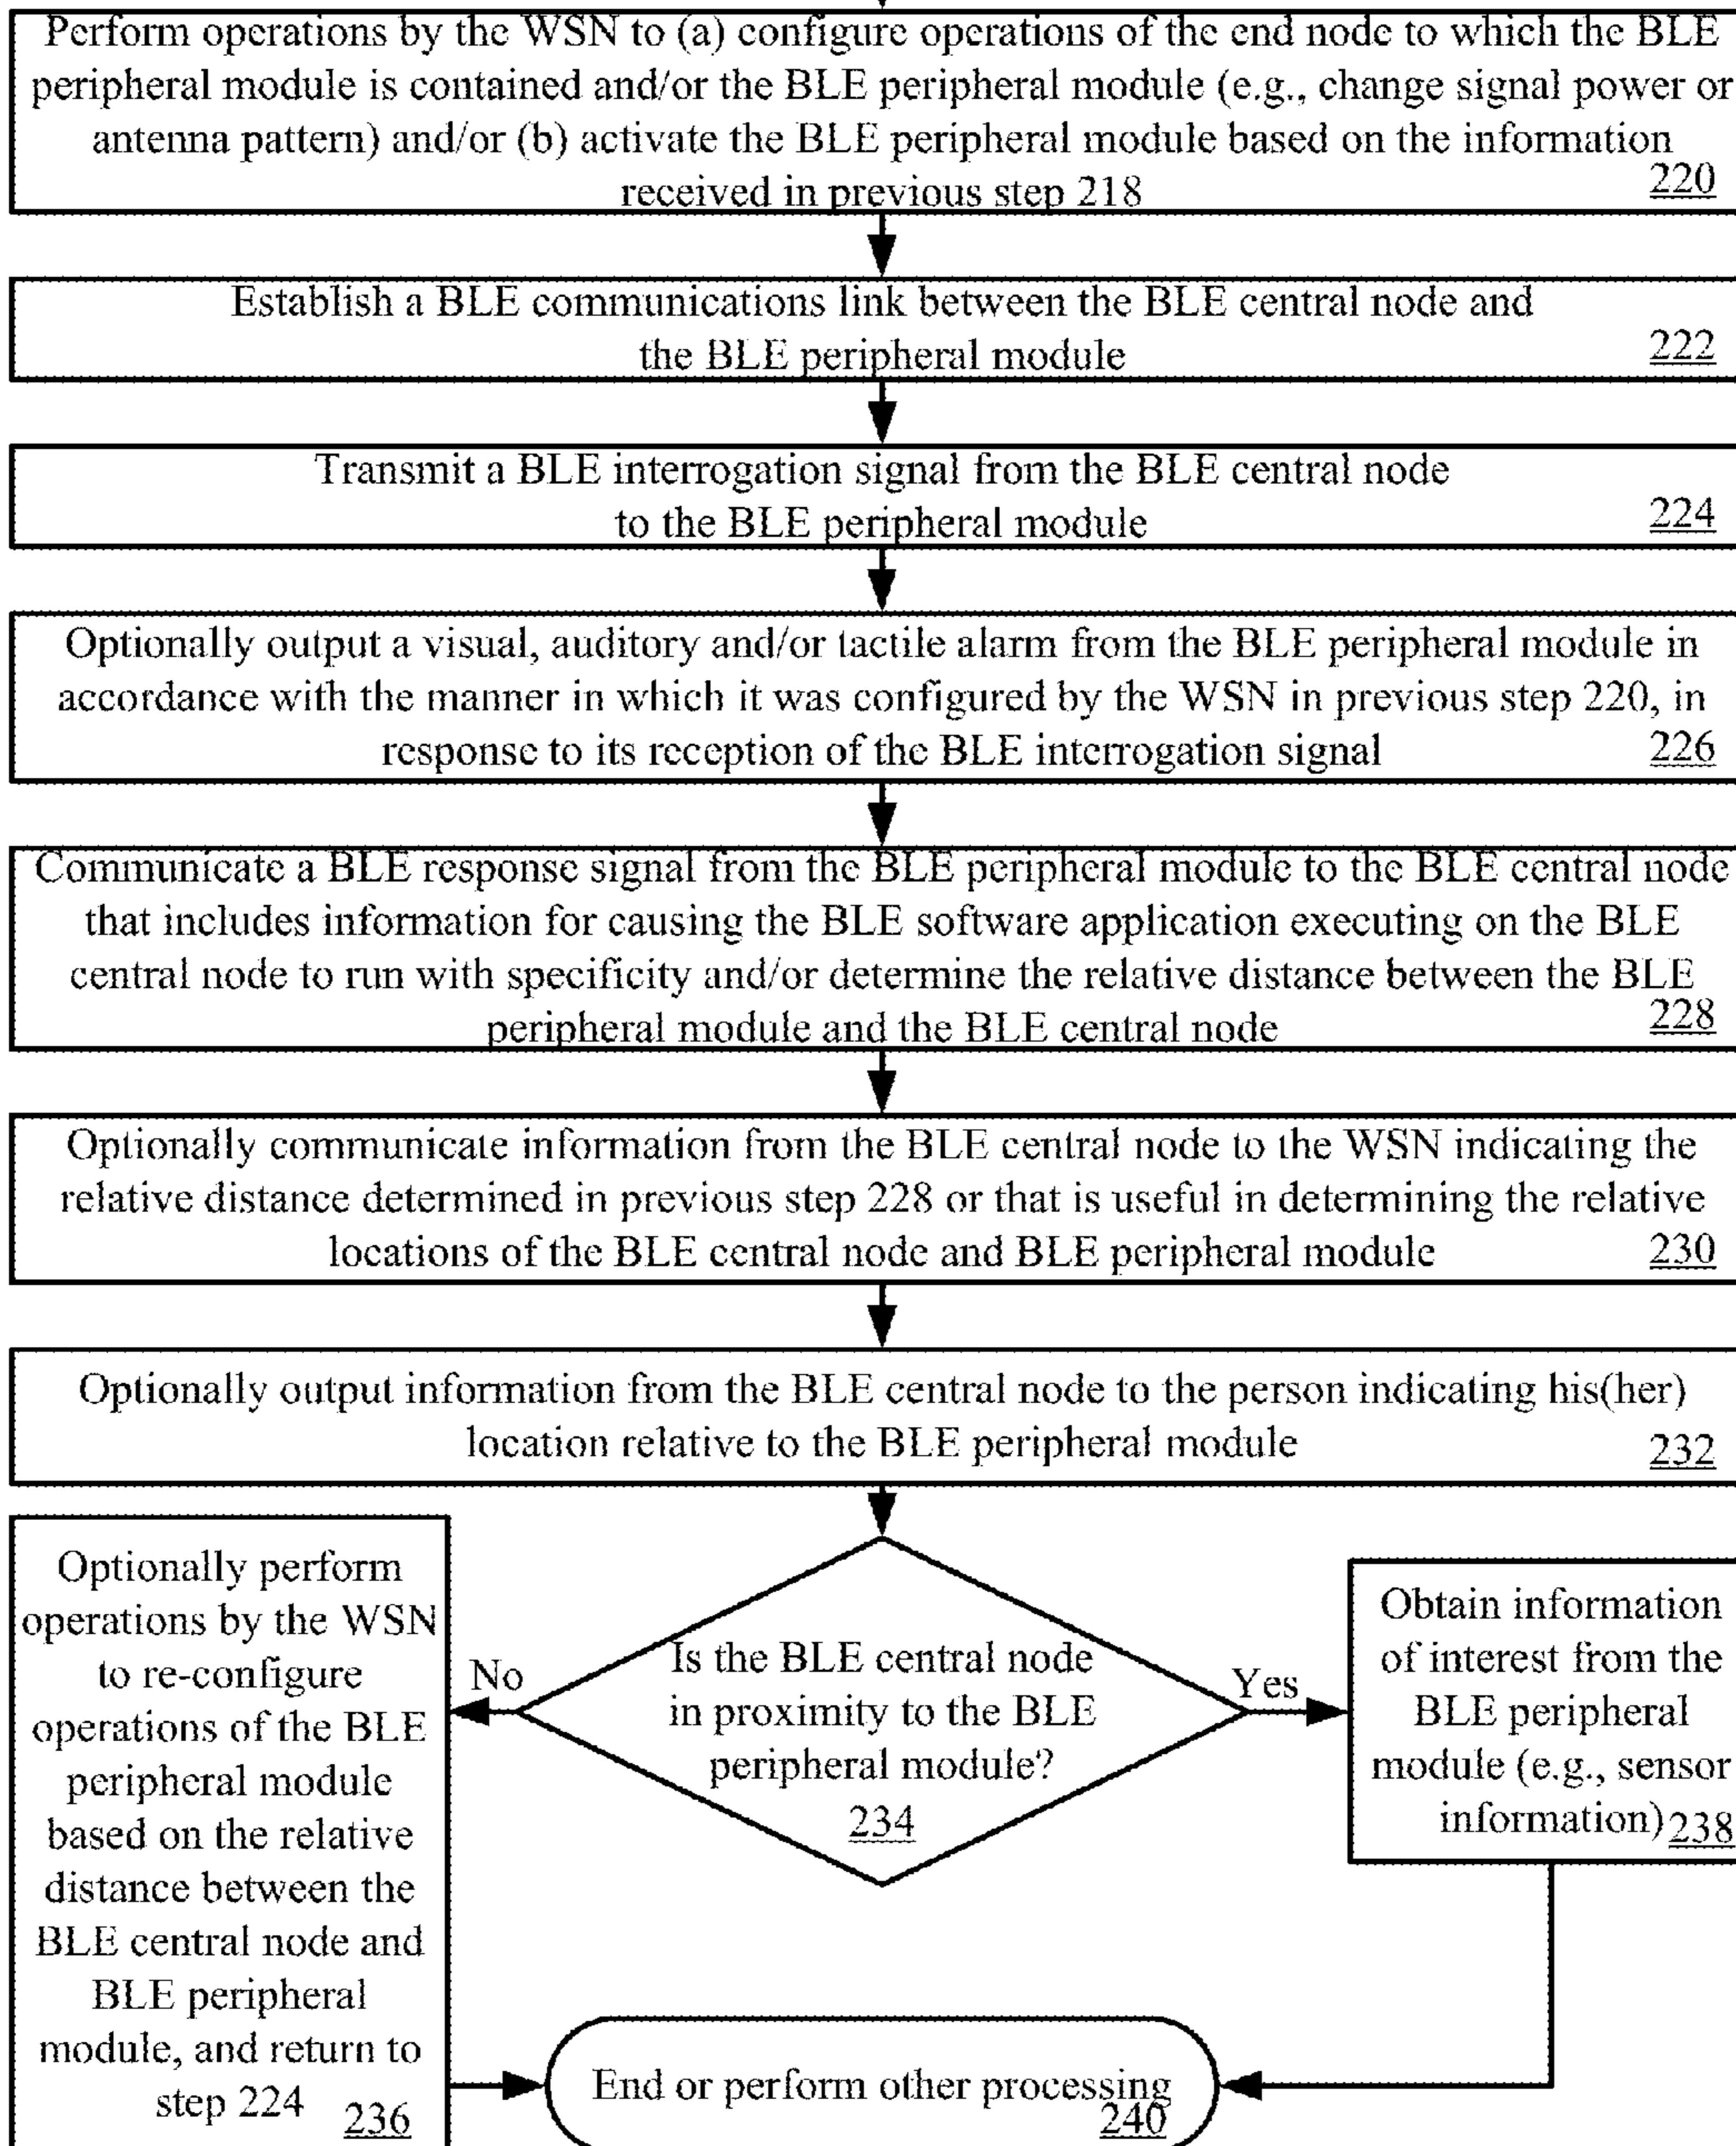 Perform operations by the WSN to (a) configure operations of the end node to which the BLE
peripheral module is contained and/or the BLE peripheral module (e.g., change signal power or
antenna pattern) and/or (b) activate the BLE peripheral module based on the information
received in previous step 218
220
Establish a BLE communications link between the BLE central node and
the BLE peripheral module
222
Transmit a BLE interrogation signal from the BLE central node
to the BLE peripheral module
224
Optionally output a visual, auditory and/or tactile alarm from the BLE peripheral module in
accordance with the manner in which it was configured by the WSN in previous step 220, in
response to its reception of the BLE interrogation signal
226
Communicate a BLE response signal from the BLE peripheral module to the BLE central node
that includes information for causing the BLE software application executing on the BLE
central node to run with specificity and/or determine the relative distance between the BLE
peripheral module and the BLE central node
228
Optionally communicate information from the BLE central node to the WSN indicating the
relative distance determined in previous step 228 or that is useful in determining the relative
locations of the BLE central node and BLE peripheral module
230
Optionally output information from the BLE central node to the person indicating his(her)
location relative to the BLE peripheral module
232
Optionally perform
operations by the WSN
to re-configure
operations of the BLE
peripheral module
based on the relative
distance between the
BLE central node and
BLE peripheral
module, and return to
step 224
236
No
Is the BLE central node
in proximity to the BLE
peripheral module?
234
Yes
Obtain information
of interest from the
BLE peripheral
module (e.g., sensor
information)
238
End or perform other processing
240